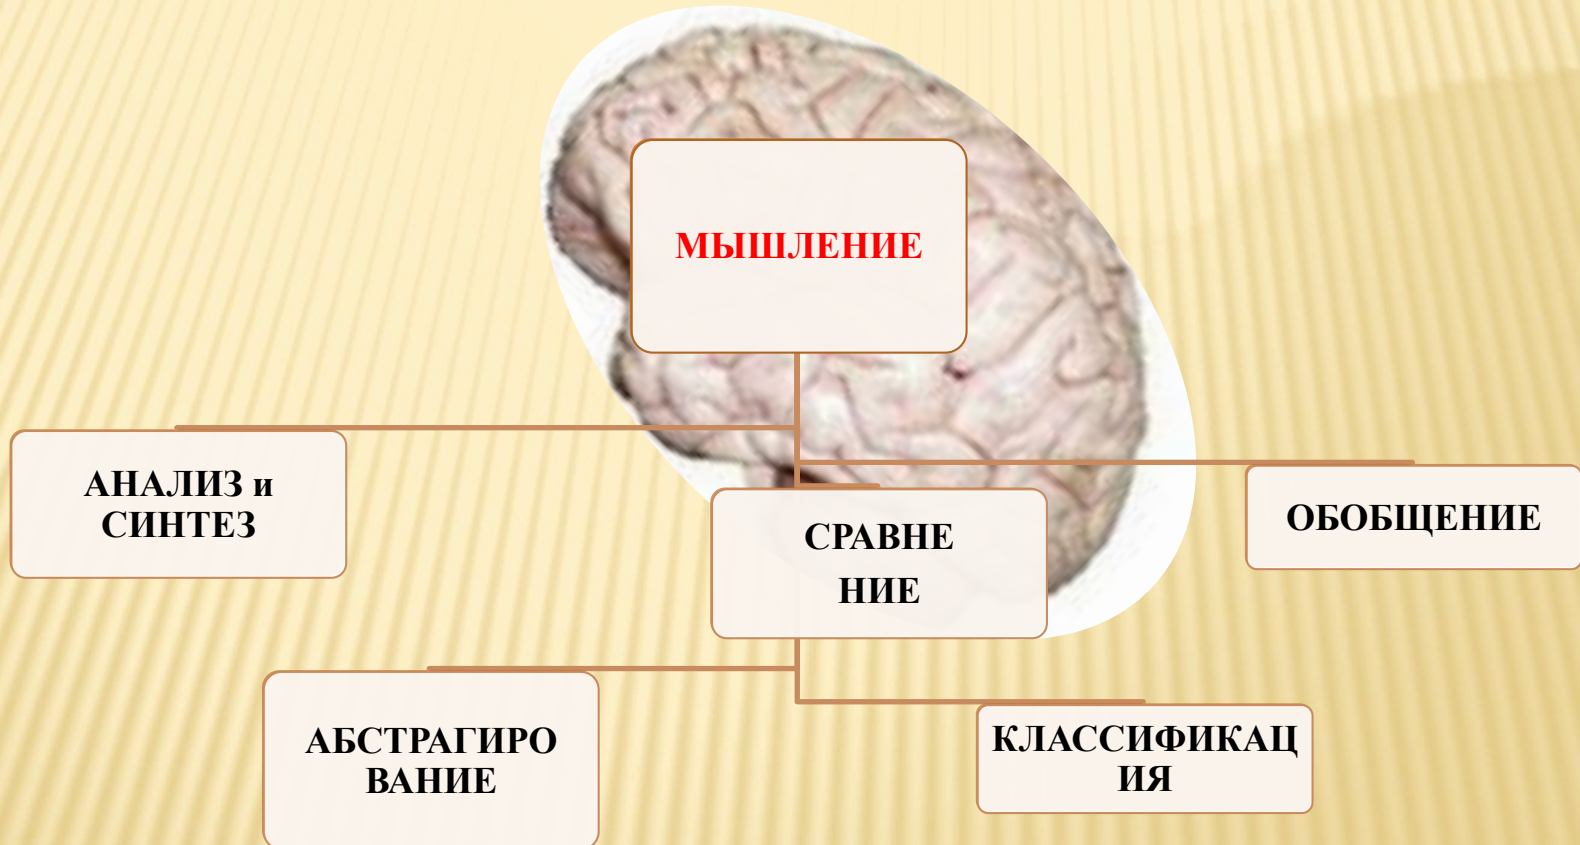 МЫШЛЕНИЕ
АНАЛИЗ и
СИНТЕЗ
СРАВНЕ
НИЕ
ОБОБЩЕНИЕ
АБСТРАГИРО
ВАНИЕ
КЛАССИФИКАЦ
ИЯ